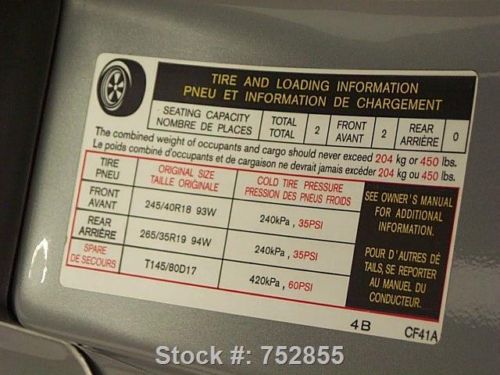 TIRE AND LOADING INFORMATION
PNEU ET INFORMATION DE CHARGEMENT
SEATING CAPACITY
NOMBRE DE PLACES
TOTAL
TOTAL
2
FRONT
AVANT
2
REAR
ARRIÈRE
0
The combined weight of occupants and cargo should never exceed 204 kg or 450 lbs.
Le poids combiné d'occupants et de cargaison ne devrait jamais excéder 204 kg ou 450 lbs.
TIRE
PNEU
ORIGINAL SIZE
TAILLE ORIGINALE
COLD TIRE PRESSURE
PRESSION DES PNEUS FROIDS
FRONT
AVANT
245/40R18 93W
240kPa , 35PSI
REAR
ARRIÈRE
265/35R19 94W
240kPa , 35PSI
SPARE
DE SECOURS
T145/80D17
420kPa , 60PSI
SEE OWNER'S MANUAL
FOR ADDITIONAL
INFORMATION.
POUR D'AUTRES DÉ
TAILS, SE REPORTER
AU MANUEL DU
CONDUCTEUR.
4B
CF41A
Stock #: 752855